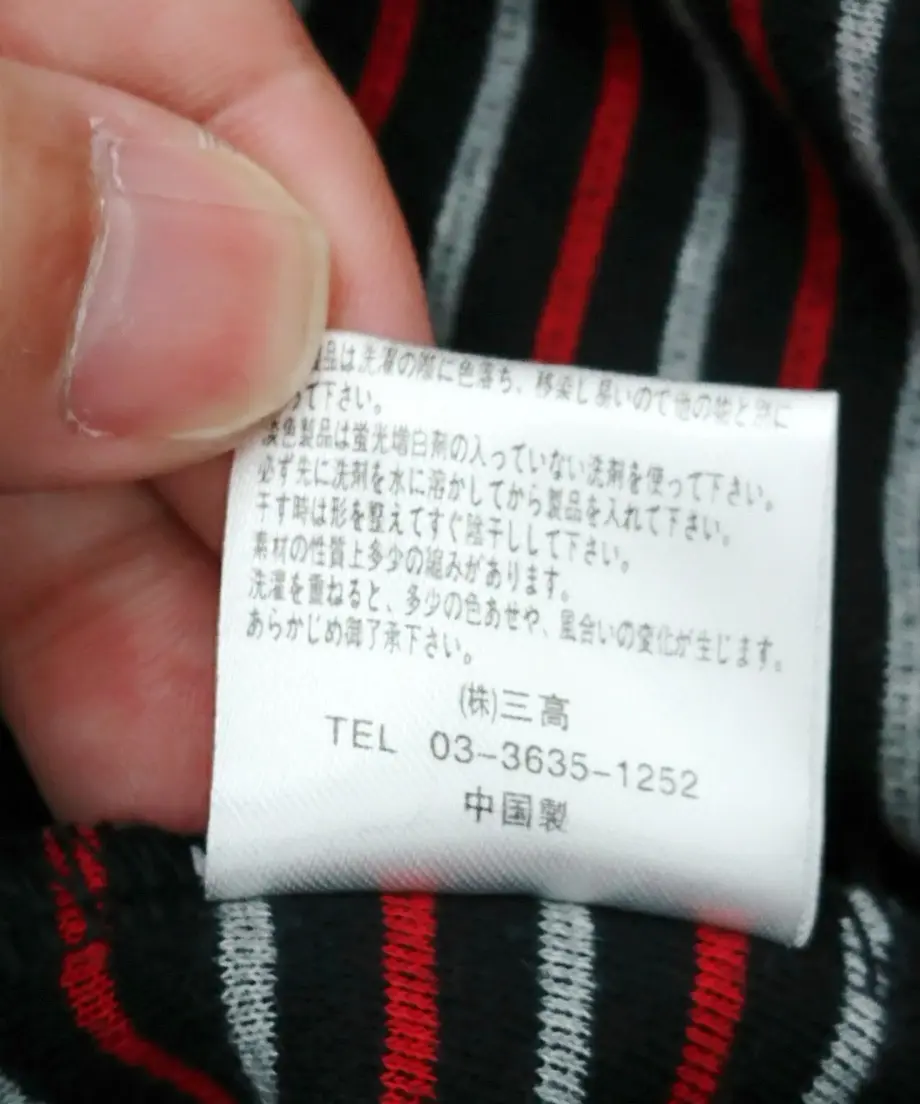 品は洗濯の際に色落ち、移染し易いので他の物と別に
って下さい。
淡色製品は蛍光増白剤の入っていない洗剤を使って下さい。
必ず先に洗剤を水に溶かしてから製品を入れて下さい。
干す時は形を整えてすぐ陰干しして下さい。
素材の性質上多少の縮みがあります。
洗濯を重ねると、多少の色あせや、風合いの変化が生じます。
あらかじめ御了承下さい。
(株)三高
TEL 03-3635-1252
中国製